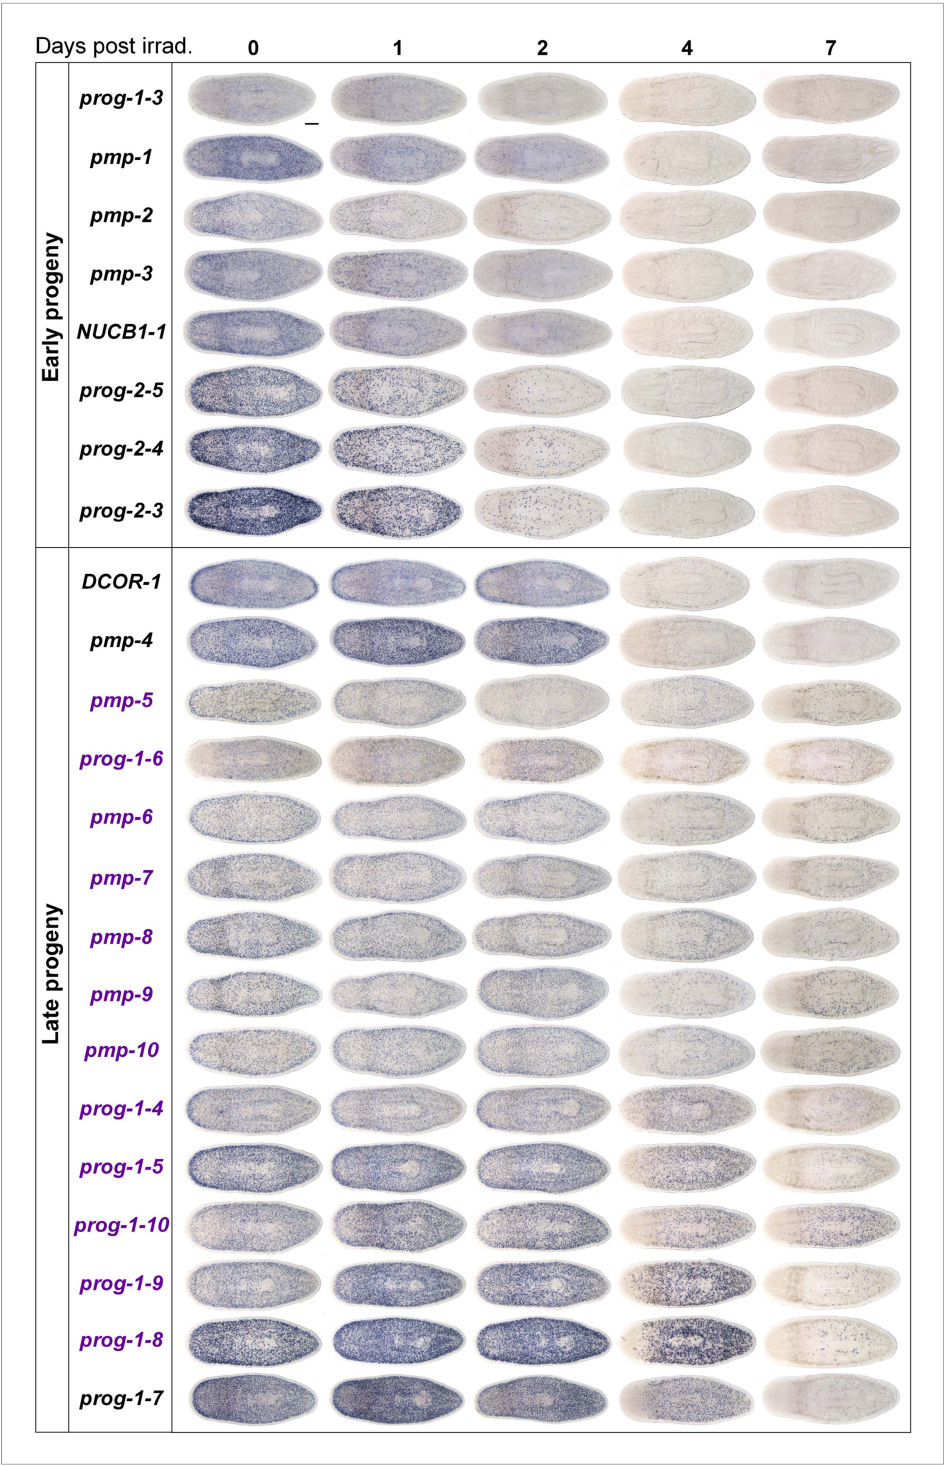 Days post irrad. 0 1 2 4 7
Early progeny
prog-1-3
pmp-1
pmp-2
pmp-3
NUCB1-1
prog-2-5
prog-2-4
prog-2-3
Late progeny
DCOR-1
pmp-4
pmp-5
prog-1-6
pmp-6
pmp-7
pmp-8
pmp-9
pmp-10
prog-1-4
prog-1-5
prog-1-10
prog-1-9
prog-1-8
prog-1-7